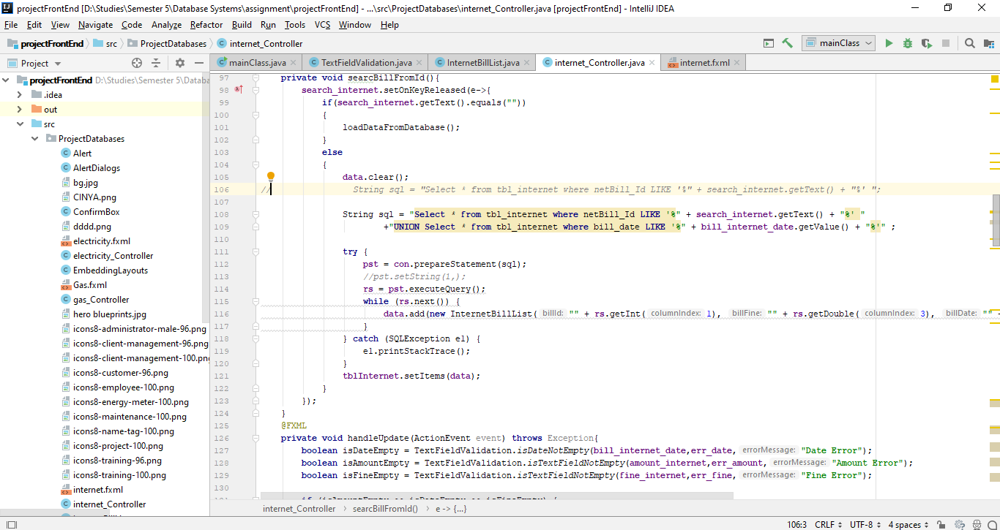 projectFrontEnd [D:\Studies\Semester 5\Database Systems\assignment\projectFrontEnd] - ...\src\ProjectDatabases\internet_Controller.java [projectFrontEnd] - IntelliJ IDEA
File Edit View Navigate Code Analyze Refactor Build Run Tools VCS Window Help
projectFrontEnd src ProjectDatabases internet_Controller mainClass
Project
mainClass.java TextFieldValidation.java InternetBillList.java internet_Controller.java internet.fxml
projectFrontEnd D:\Studies\Semester 5\Databa
.idea
out
src
ProjectDatabases
Alert
AlertDialogs
bg.jpg
CINYA.png
ConfirmBox
dddd.png
electricity.fxml
electricity_Controller
EmbeddingLayouts
Gas.fxml
gas_Controller
hero blueprints.jpg
icons8-administrator-male-96.png
icons8-client-management-96.png
icons8-client-management-100.png
icons8-customer-96.png
icons8-employee-100.png
icons8-energy-meter-100.png
icons8-maintenance-100.png
icons8-name-tag-100.png
icons8-project-100.png
icons8-training-96.png
icons8-training-100.png
internet.fxml
internet_Controller
97 private void searcBillFromId(){
98 search_internet.setOnKeyReleased(e->{
99 if(search_internet.getText().equals(""))
100 {
101 loadDataFromDatabase();
102 }
103 else
104 {
105 data.clear();
106 // String sql = "Select * from tbl_internet where netBill_Id LIKE '%" + search_internet.getText() + "%' ";
107
108 String sql = "Select * from tbl_internet where netBill_Id LIKE '%" + search_internet.getText() + "%' "
109 +"UNION Select * from tbl_internet where bill_date LIKE '%" + bill_internet_date.getValue() + "%'" ;
110
111 try {
112 pst = con.prepareStatement(sql);
113 //pst.setString(1,);
114 rs = pst.executeQuery();
115 while (rs.next()) {
116 data.add(new InternetBillList( billId: "" + rs.getInt( columnIndex: 1), billFine: "" + rs.getDouble( columnIndex: 3), billDate: "" +
117 }
118 } catch (SQLException e1) {
119 e1.printStackTrace();
120 }
121 tblInternet.setItems(data);
122 }
123 });
124 }
125 @FXML
126 private void handleUpdate(ActionEvent event) throws Exception{
127 boolean isDateEmpty = TextFieldValidation.isDateNotEmpty(bill_internet_date,err_date, errorMessage: "Date Error");
128 boolean isAmountEmpty = TextFieldValidation.isTextFieldNotEmpty(amount_internet,err_amount, errorMessage: "Amount Error");
129 boolean isFineEmpty = TextFieldValidation.isTextFieldNotEmpty(fine_internet,err_fine, errorMessage: "Fine Error");
130
internet_Controller searcBillFromId() e -> {...}
106:3 CRLF UTF-8 4 spaces